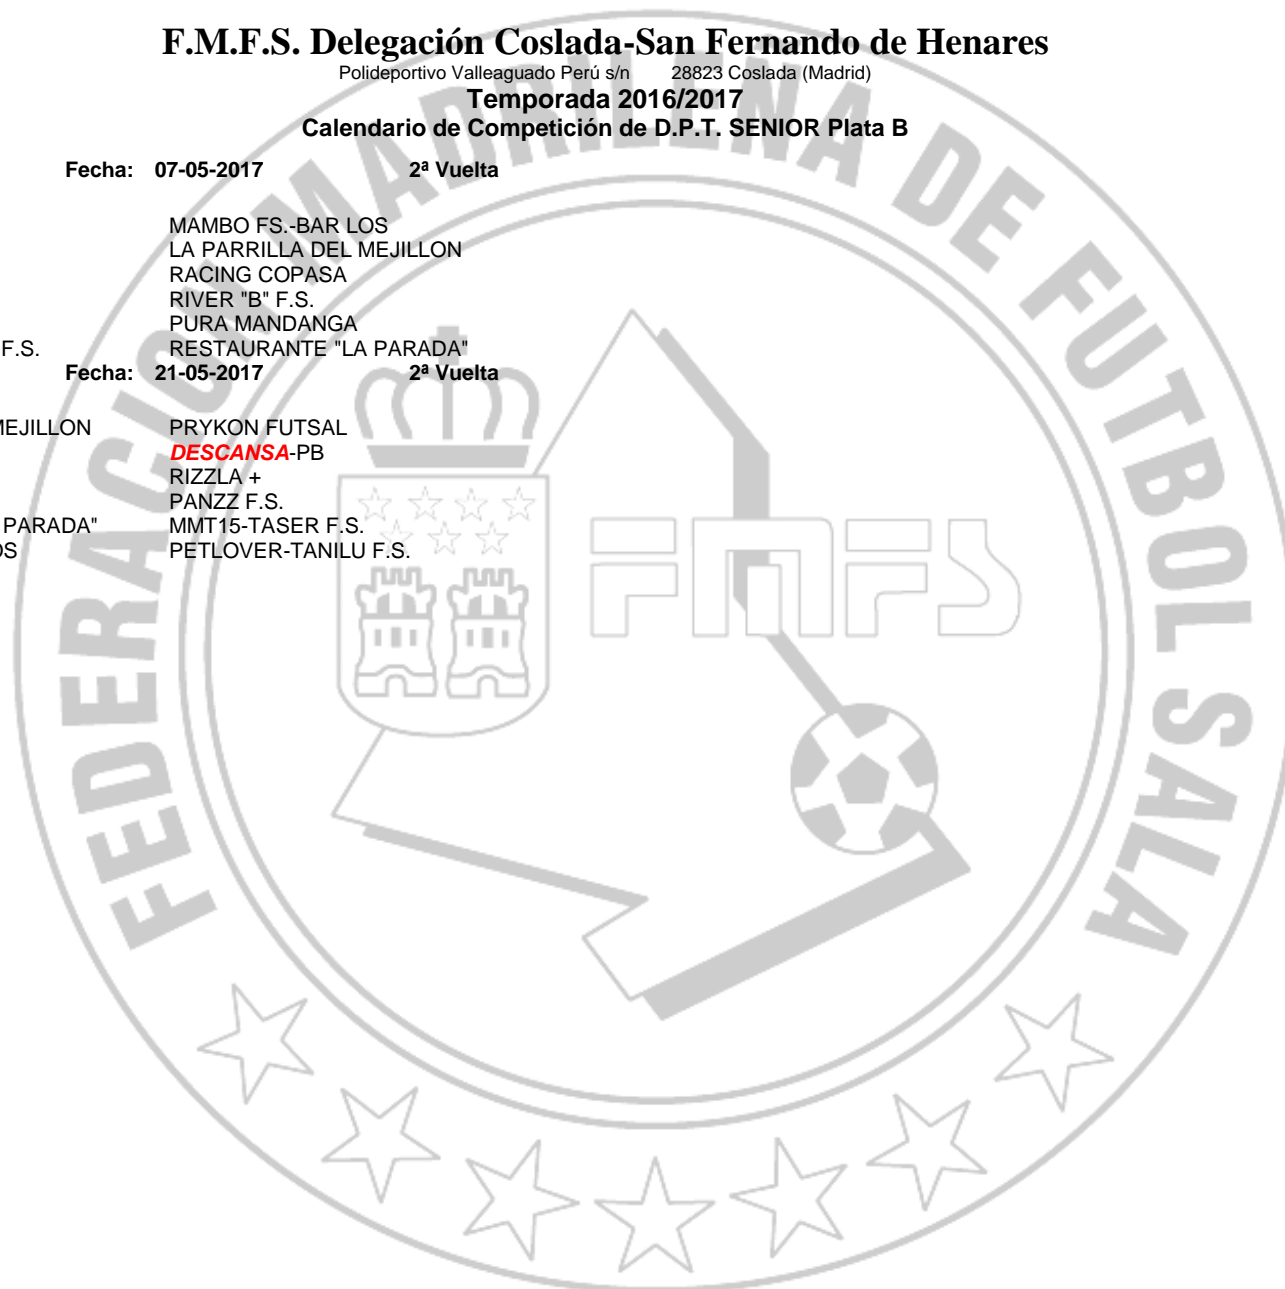 F.M.F.S. Delegación Coslada-San Fernando de Henares
Polideportivo Valleaguado Perú s/n 28823 Coslada (Madrid)
Temporada 2016/2017
Calendario de Competición de D.P.T. SENIOR Plata B
Fecha: 07-05-2017 2ª Vuelta
MAMBO FS.-BAR LOS
LA PARRILLA DEL MEJILLON
RACING COPASA
RIVER "B" F.S.
PURA MANDANGA
F.S. RESTAURANTE "LA PARADA"
Fecha: 21-05-2017 2ª Vuelta
MEJILLON PRYKON FUTSAL
DESCANSA-PB
RIZZLA +
PANZZ F.S.
PARADA" MMT15-TASER F.S.
OS PETLOVER-TANILU F.S.
FEDERACION MADRILENA DE FUTBOL SALA
FMFS